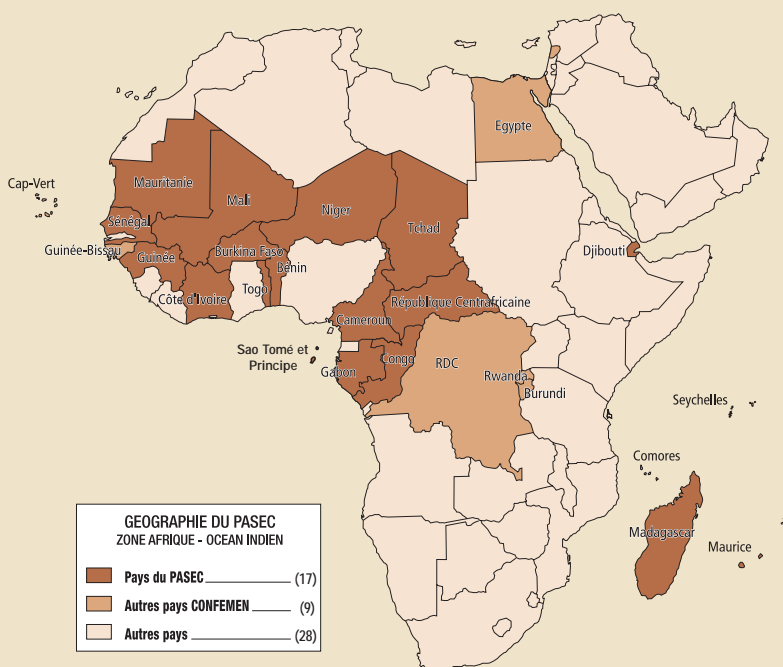 Egypte
Cap-Vert
Mauritanie
Mali
Niger
Tchad
Sénégal
Guinée-Bissau
Guinée
Burkina Faso
Bénin
Djibouti
Côte d'Ivoire
Togo
République Centrafricaine
Cameroun
Sao Tomé et
Principe
Gabon
Congo
RDC
Rwanda
Burundi
Seychelles
Comores
Madagascar
Maurice
GEOGRAPHIE DU PASEC
ZONE AFRIQUE - OCEAN INDIEN
Pays du PASEC (17)
Autres pays CONFEMEN (9)
Autres pays (28)